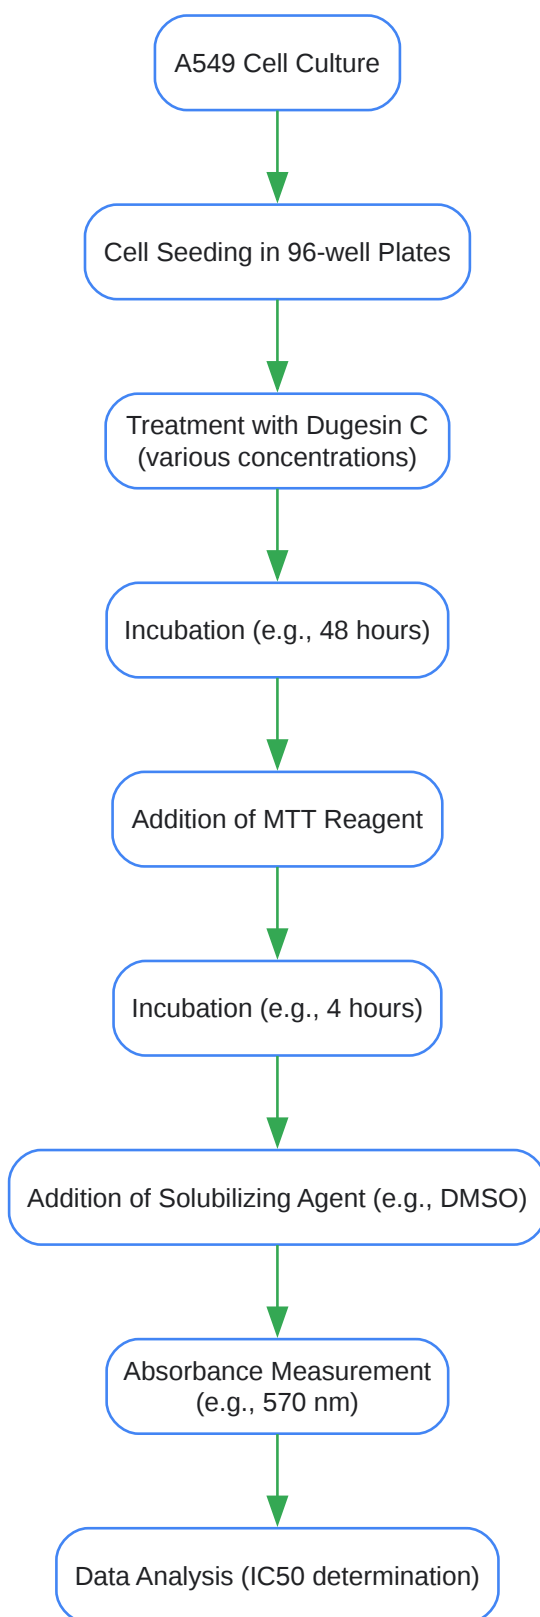 A549 Cell Culture
Cell Seeding in 96-well Plates
Treatment with Dugesin C
(various concentrations)
Incubation (e.g., 48 hours)
Addition of MTT Reagent
Incubation (e.g., 4 hours)
Addition of Solubilizing Agent (e.g., DMSO)
Absorbance Measurement
(e.g., 570 nm)
Data Analysis (IC50 determination)